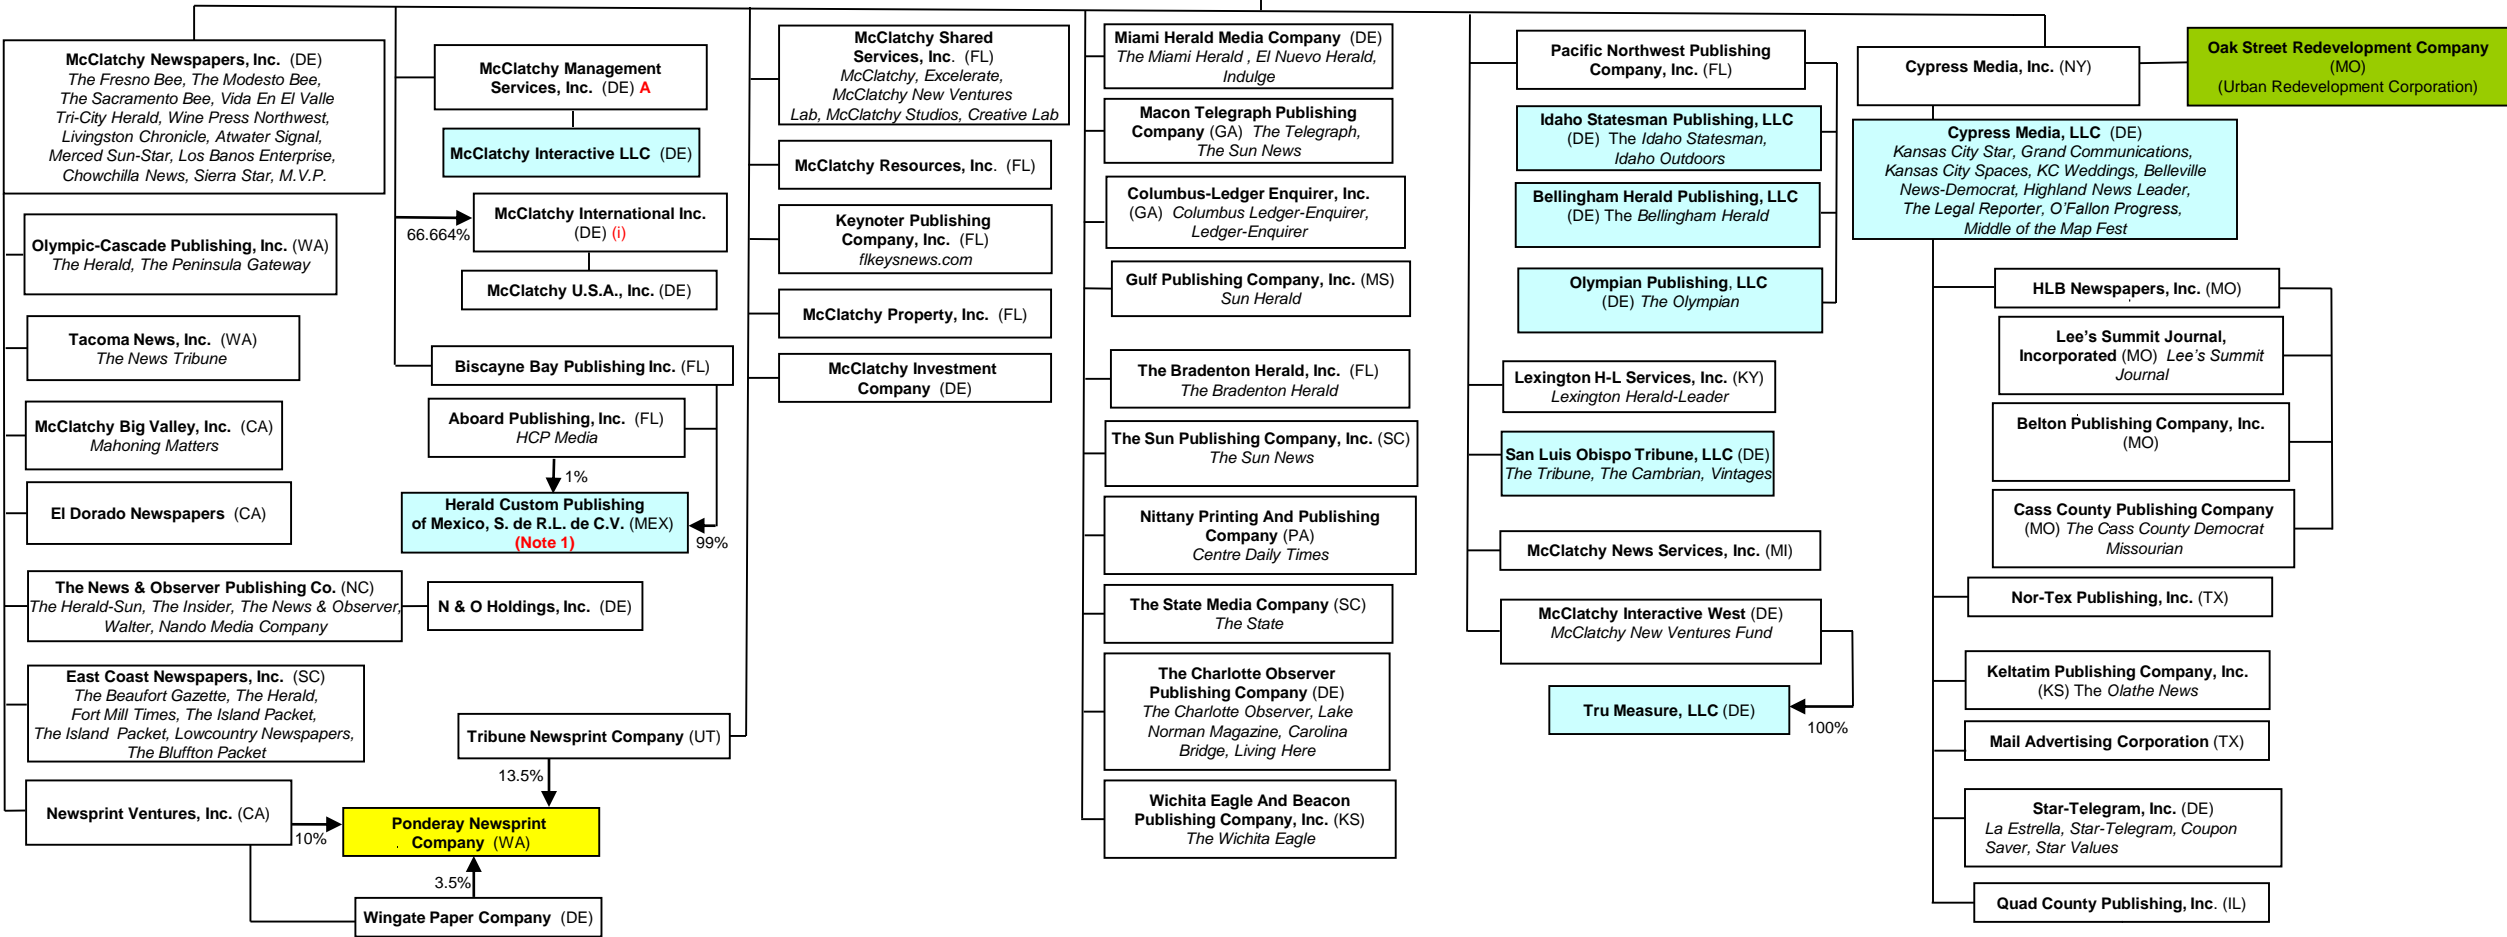 McClatchy Newspapers, Inc. (DE)
The Fresno Bee, The Modesto Bee,
The Sacramento Bee, Vida En El Valle
Tri-City Herald, Wine Press Northwest,
Livingston Chronicle, Atwater Signal,
Merced Sun-Star, Los Banos Enterprise,
Chowchilla News, Sierra Star, M.V.P.
Olympic-Cascade Publishing, Inc. (WA)
The Herald, The Peninsula Gateway
Tacoma News, Inc. (WA)
The News Tribune
McClatchy Big Valley, Inc. (CA)
Mahoning Matters
El Dorado Newspapers (CA)
The News & Observer Publishing Co. (NC)
The Herald-Sun, The Insider, The News & Observer,
Walter, Nando Media Company
N & O Holdings, Inc. (DE)
East Coast Newspapers, Inc. (SC)
The Beaufort Gazette, The Herald,
Fort Mill Times, The Island Packet,
The Island Packet, Lowcountry Newspapers,
The Bluffton Packet
Newsprint Ventures, Inc. (CA)
10%
Ponderay Newsprint
Company (WA)
3.5%
Wingate Paper Company (DE)
McClatchy Management
Services, Inc. (DE) A
McClatchy Interactive LLC (DE)
66.664%
McClatchy International Inc.
(DE) (i)
McClatchy U.S.A., Inc. (DE)
Biscayne Bay Publishing Inc. (FL)
Aboard Publishing, Inc. (FL)
HCP Media
1%
Herald Custom Publishing
of Mexico, S. de R.L. de C.V. (MEX)
(Note 1)
99%
Tribune Newsprint Company (UT)
13.5%
McClatchy Shared
Services, Inc. (FL)
McClatchy, Excelerate,
McClatchy New Ventures
Lab, McClatchy Studios, Creative Lab
McClatchy Resources, Inc. (FL)
Keynoter Publishing
Company, Inc. (FL)
flkeysnews.com
McClatchy Property, Inc. (FL)
McClatchy Investment
Company (DE)
Miami Herald Media Company (DE)
The Miami Herald , El Nuevo Herald,
Indulge
Macon Telegraph Publishing
Company (GA) The Telegraph,
The Sun News
Columbus-Ledger Enquirer, Inc.
(GA) Columbus Ledger-Enquirer,
Ledger-Enquirer
Gulf Publishing Company, Inc. (MS)
Sun Herald
The Bradenton Herald, Inc. (FL)
The Bradenton Herald
The Sun Publishing Company, Inc. (SC)
The Sun News
Nittany Printing And Publishing
Company (PA)
Centre Daily Times
The State Media Company (SC)
The State
The Charlotte Observer
Publishing Company (DE)
The Charlotte Observer, Lake
Norman Magazine, Carolina
Bridge, Living Here
Wichita Eagle And Beacon
Publishing Company, Inc. (KS)
The Wichita Eagle
Pacific Northwest Publishing
Company, Inc. (FL)
Idaho Statesman Publishing, LLC
(DE) The Idaho Statesman,
Idaho Outdoors
Bellingham Herald Publishing, LLC
(DE) The Bellingham Herald
Olympian Publishing, LLC
(DE) The Olympian
Lexington H-L Services, Inc. (KY)
Lexington Herald-Leader
San Luis Obispo Tribune, LLC (DE)
The Tribune, The Cambrian, Vintages
McClatchy News Services, Inc. (MI)
McClatchy Interactive West (DE)
McClatchy New Ventures Fund
Tru Measure, LLC (DE)
100%
Cypress Media, Inc. (NY)
Oak Street Redevelopment Company
(MO)
(Urban Redevelopment Corporation)
Cypress Media, LLC (DE)
Kansas City Star, Grand Communications,
Kansas City Spaces, KC Weddings, Belleville
News-Democrat, Highland News Leader,
The Legal Reporter, O'Fallon Progress,
Middle of the Map Fest
HLB Newspapers, Inc. (MO)
Lee's Summit Journal,
Incorporated (MO) Lee's Summit
Journal
Belton Publishing Company, Inc.
(MO)
Cass County Publishing Company
(MO) The Cass County Democrat
Missourian
Nor-Tex Publishing, Inc. (TX)
Keltatim Publishing Company, Inc.
(KS) The Olathe News
Mail Advertising Corporation (TX)
Star-Telegram, Inc. (DE)
La Estrella, Star-Telegram, Coupon
Saver, Star Values
Quad County Publishing, Inc. (IL)